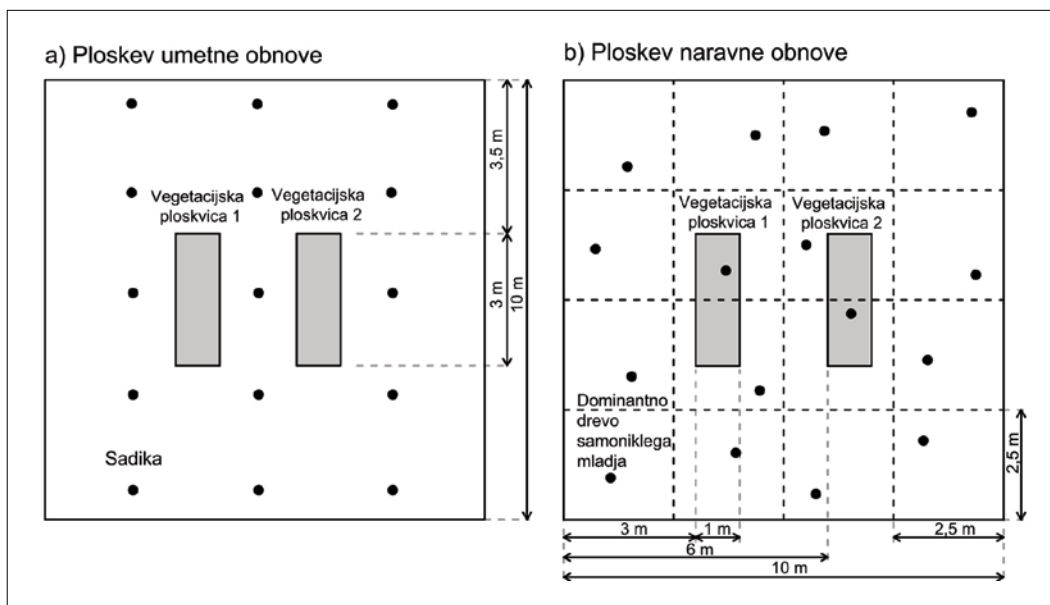 a) Ploskev umetne obnove
Vegetacijska
ploskvica 1
Vegetacijska
ploskvica 2
Sadika
3,5 m
3 m
10 m
b) Ploskev naravne obnove
Vegetacijska
ploskvica 1
Vegetacijska
ploskvica 2
Dominantno
drevo
samoniklega
mladja
2,5 m
3 m
1 m
2,5 m
6 m
10 m